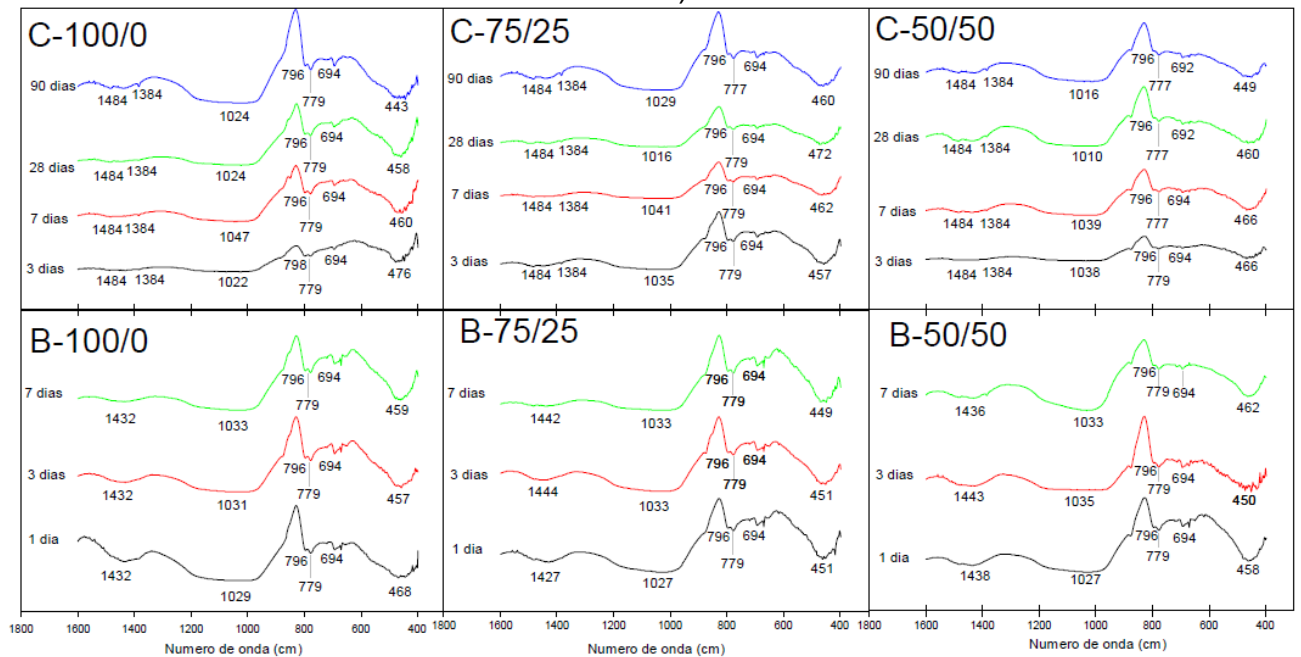 C-100/0
796 694
90 dias 1484 1384 779 443
1024
796 694
28 dias 1484 1384 779 458
1024
796 694
7 dias 1484 1384 779 460
1047
798 694
3 dias 1484 1384 779 476
1022
C-75/25
796 694
90 dias 1484 1384 777 460
1029
796 694
28 dias 1484 1384 779 472
1016
796 694
7 dias 1484 1384 779 462
1041
796 694
3 dias 1484 1384 779 457
1035
C-50/50
796 692
90 dias 1484 1384 777 449
1016
796 692
28 dias 1484 1384 777 460
1010
796 694
7 dias 1484 1384 777 466
1039
796 694
3 dias 1484 1384 779 466
1038
B-100/0
796 694
7 dias 1432 779 459
1033
796 694
3 dias 1432 779 457
1031
796 694
1 dia 1432 779 468
1029
B-75/25
796 694
7 dias 1442 779 449
1033
796 694
3 dias 1444 779 451
1033
796 694
1 dia 1427 779 451
1027
B-50/50
796
7 dias 1436 779 694 462
1033
796 694
3 dias 1443 779 450
1035
796 694
1 dia 1438 779 458
1027
1800 1600 1400 1200 1000 800 600 400
Numero de onda (cm)
1800 1600 1400 1200 1000 800 600 400
Numero de onda (cm)
1800 1600 1400 1200 1000 800 600 400
Numero de onda (cm)